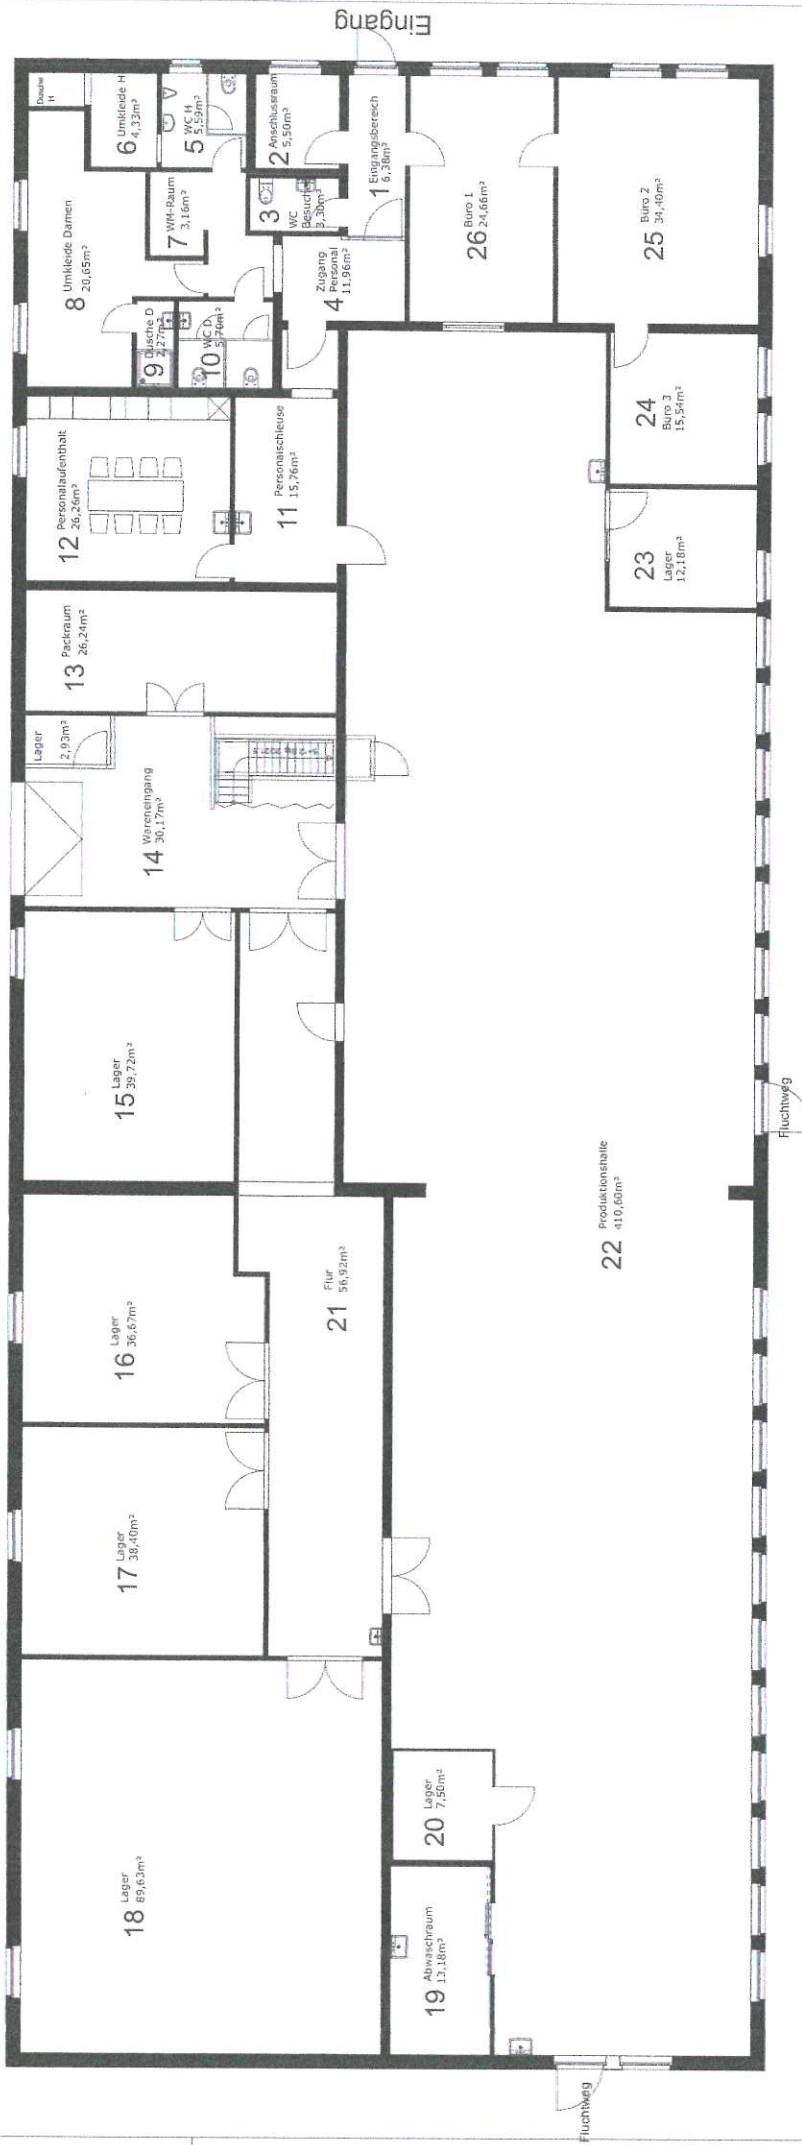 Eingang
Dusche
H
6 Umkleide H
4,33m²
5 WC H
5,59m²
2 Anschlussraum
5,50m²
1 Eingangsbereich
6,38m²
26 Büro 1
24,66m²
25
Büro 2
34,40m²
8 Umkleide Damen
20,65m²
7 WM-Raum
3,16m²
3 WC
Besucher
3,30m²
4 Zugang
Personal
11,96m²
9 Dusche D
2,27m²
10 WC D
5,70m²
12 Personalaufenthalt
26,26m²
11 Personalschleuse
15,76m²
24
Büro 3
15,54m²
23
Lager
12,18m²
13 Packraum
26,24m²
Lager
2,93m²
14 Wareneingang
30,17m²
15 Lager
39,72m²
Fluchtweg
22 Produktionshalle
410,60m²
21 Flur
56,92m²
16 Lager
36,67m²
17 Lager
38,40m²
18 Lager
89,63m²
20 Lager
7,50m²
19 Abwaschraum
13,18m²
Fluchtweg